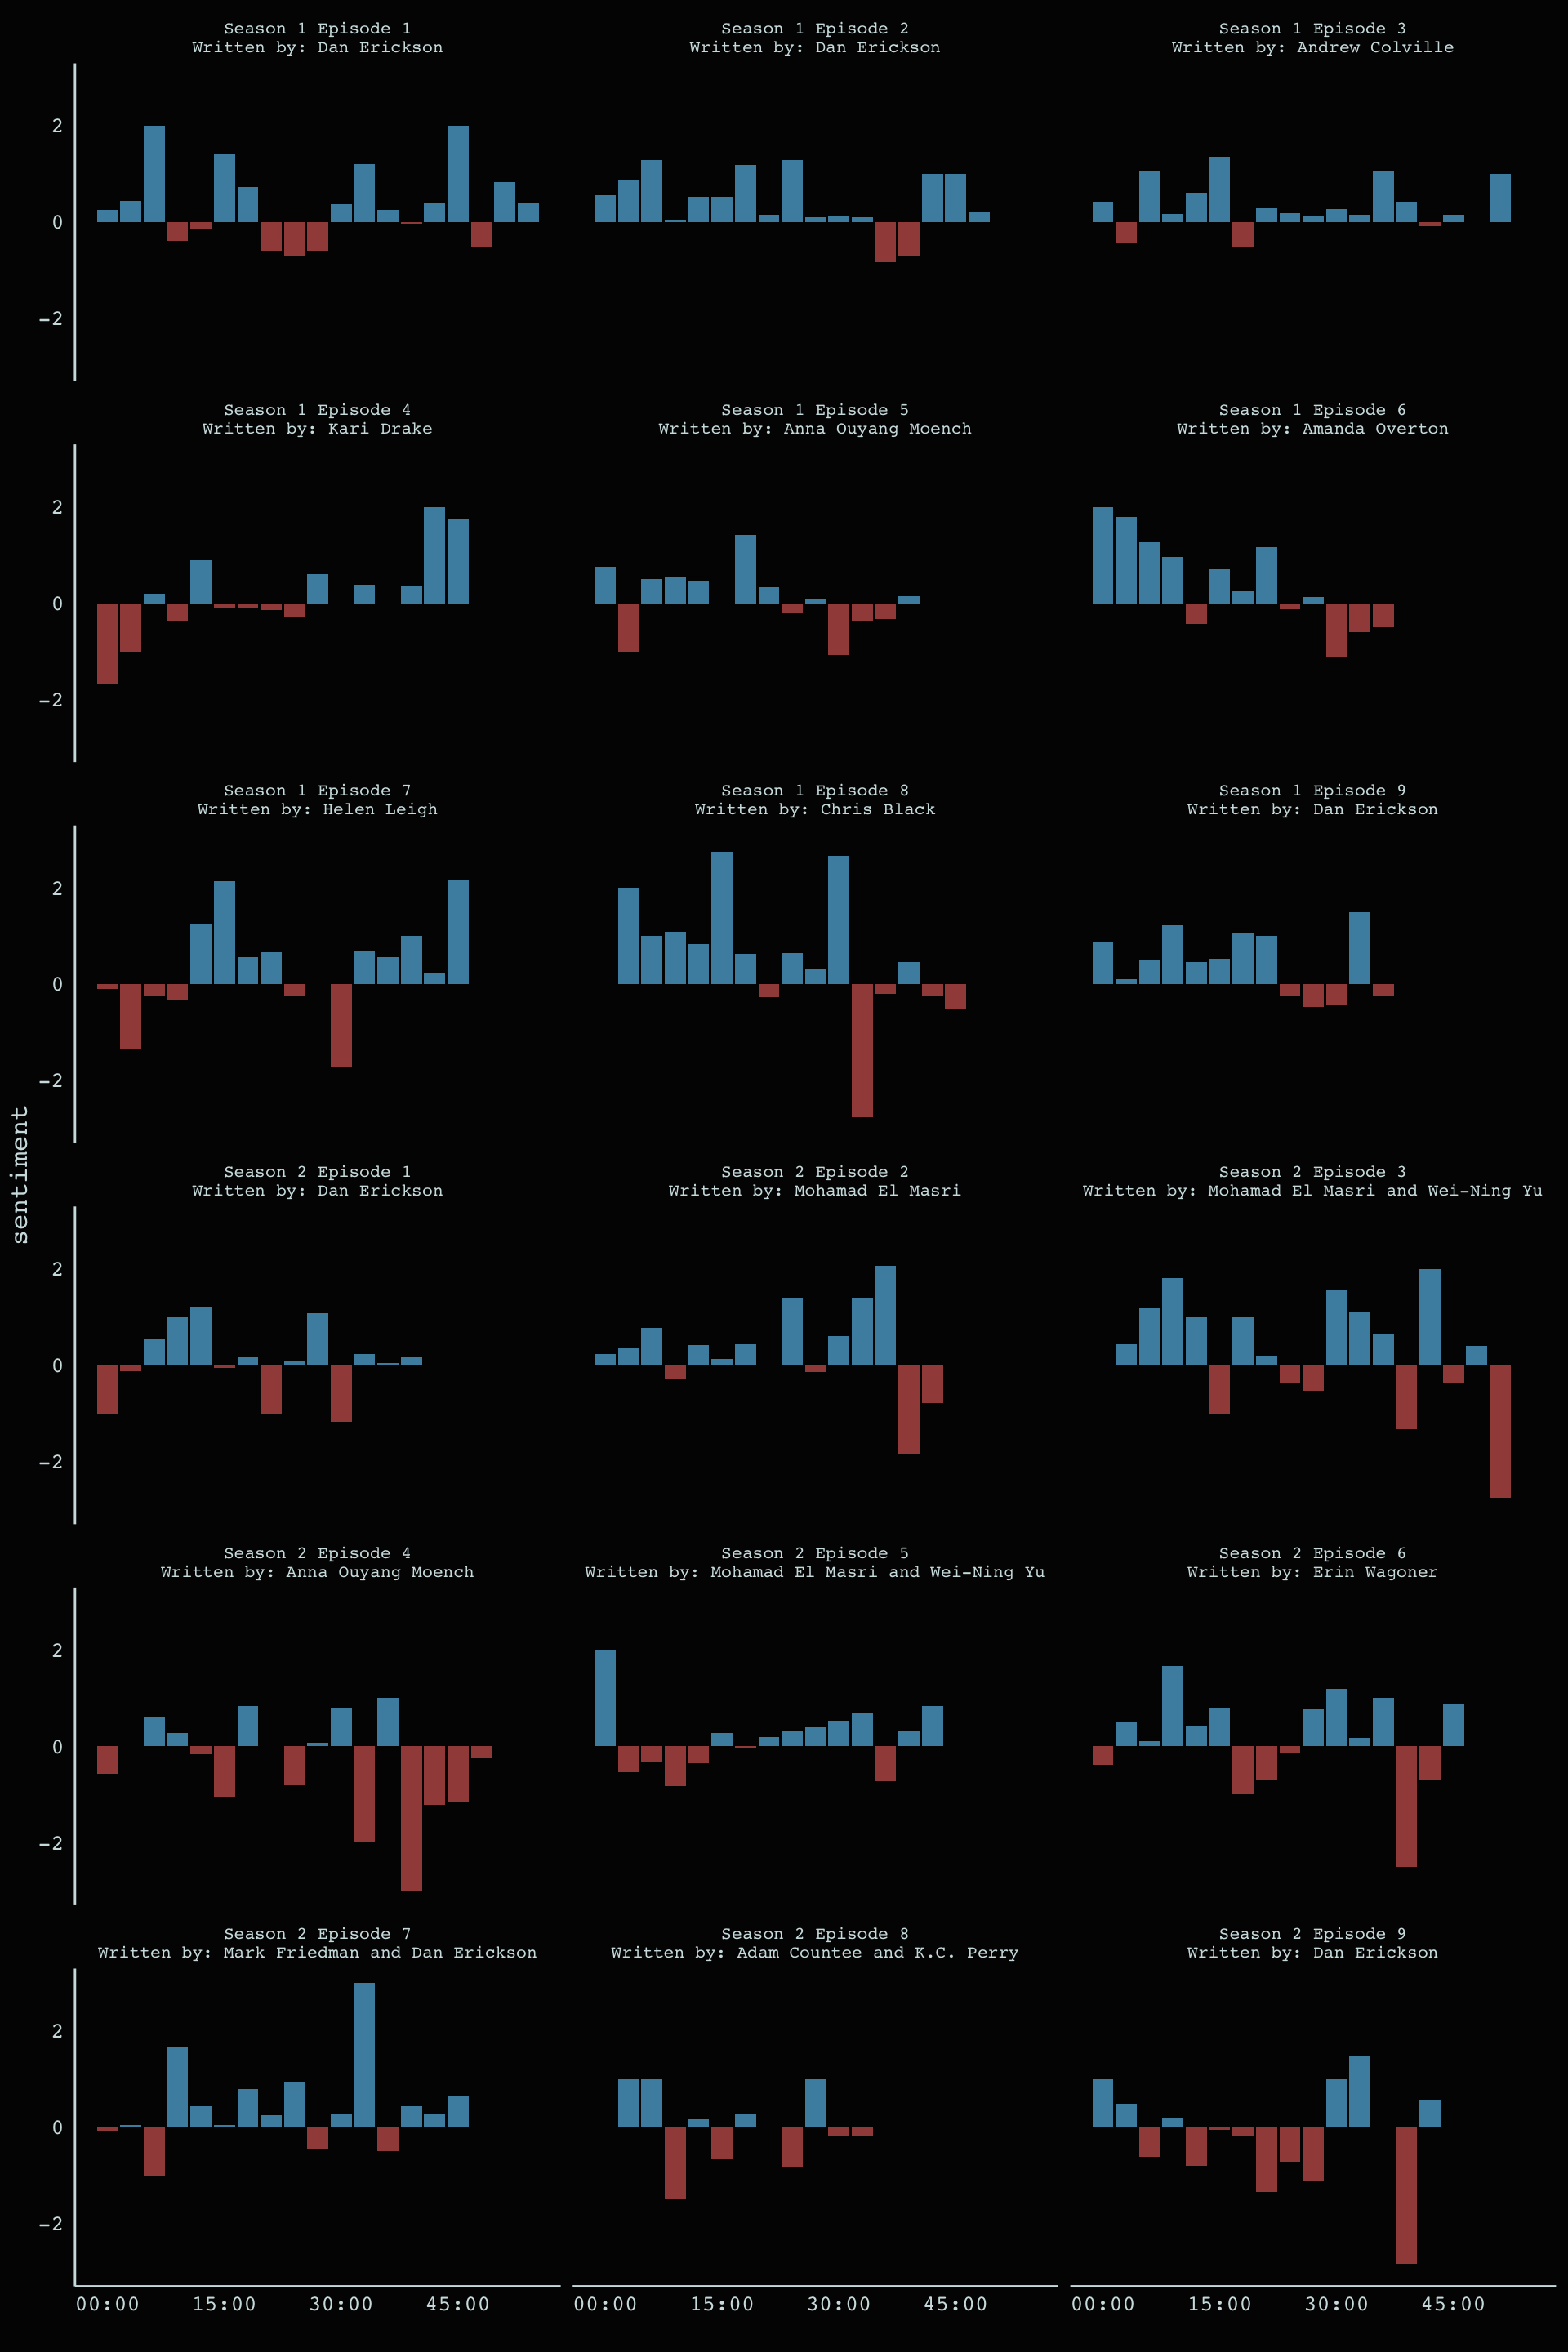 Season 1 Episode 1
Written by: Dan Erickson
Season 1 Episode 2
Written by: Dan Erickson
Season 1 Episode 3
Written by: Andrew Colville
2
0
−2
Season 1 Episode 4
Written by: Kari Drake
Season 1 Episode 5
Written by: Anna Ouyang Moench
Season 1 Episode 6
Written by: Amanda Overton
2
0
−2
Season 1 Episode 7
Written by: Helen Leigh
Season 1 Episode 8
Written by: Chris Black
Season 1 Episode 9
Written by: Dan Erickson
2
0
−2
sentiment
Season 2 Episode 1
Written by: Dan Erickson
Season 2 Episode 2
Written by: Mohamad El Masri
Season 2 Episode 3
Written by: Mohamad El Masri and Wei−Ning Yu
2
0
−2
Season 2 Episode 4
Written by: Anna Ouyang Moench
Season 2 Episode 5
Written by: Mohamad El Masri and Wei−Ning Yu
Season 2 Episode 6
Written by: Erin Wagoner
2
0
−2
Season 2 Episode 7
Written by: Mark Friedman and Dan Erickson
Season 2 Episode 8
Written by: Adam Countee and K.C. Perry
Season 2 Episode 9
Written by: Dan Erickson
2
0
−2
00:00 15:00 30:00 45:00
00:00 15:00 30:00 45:00
00:00 15:00 30:00 45:00